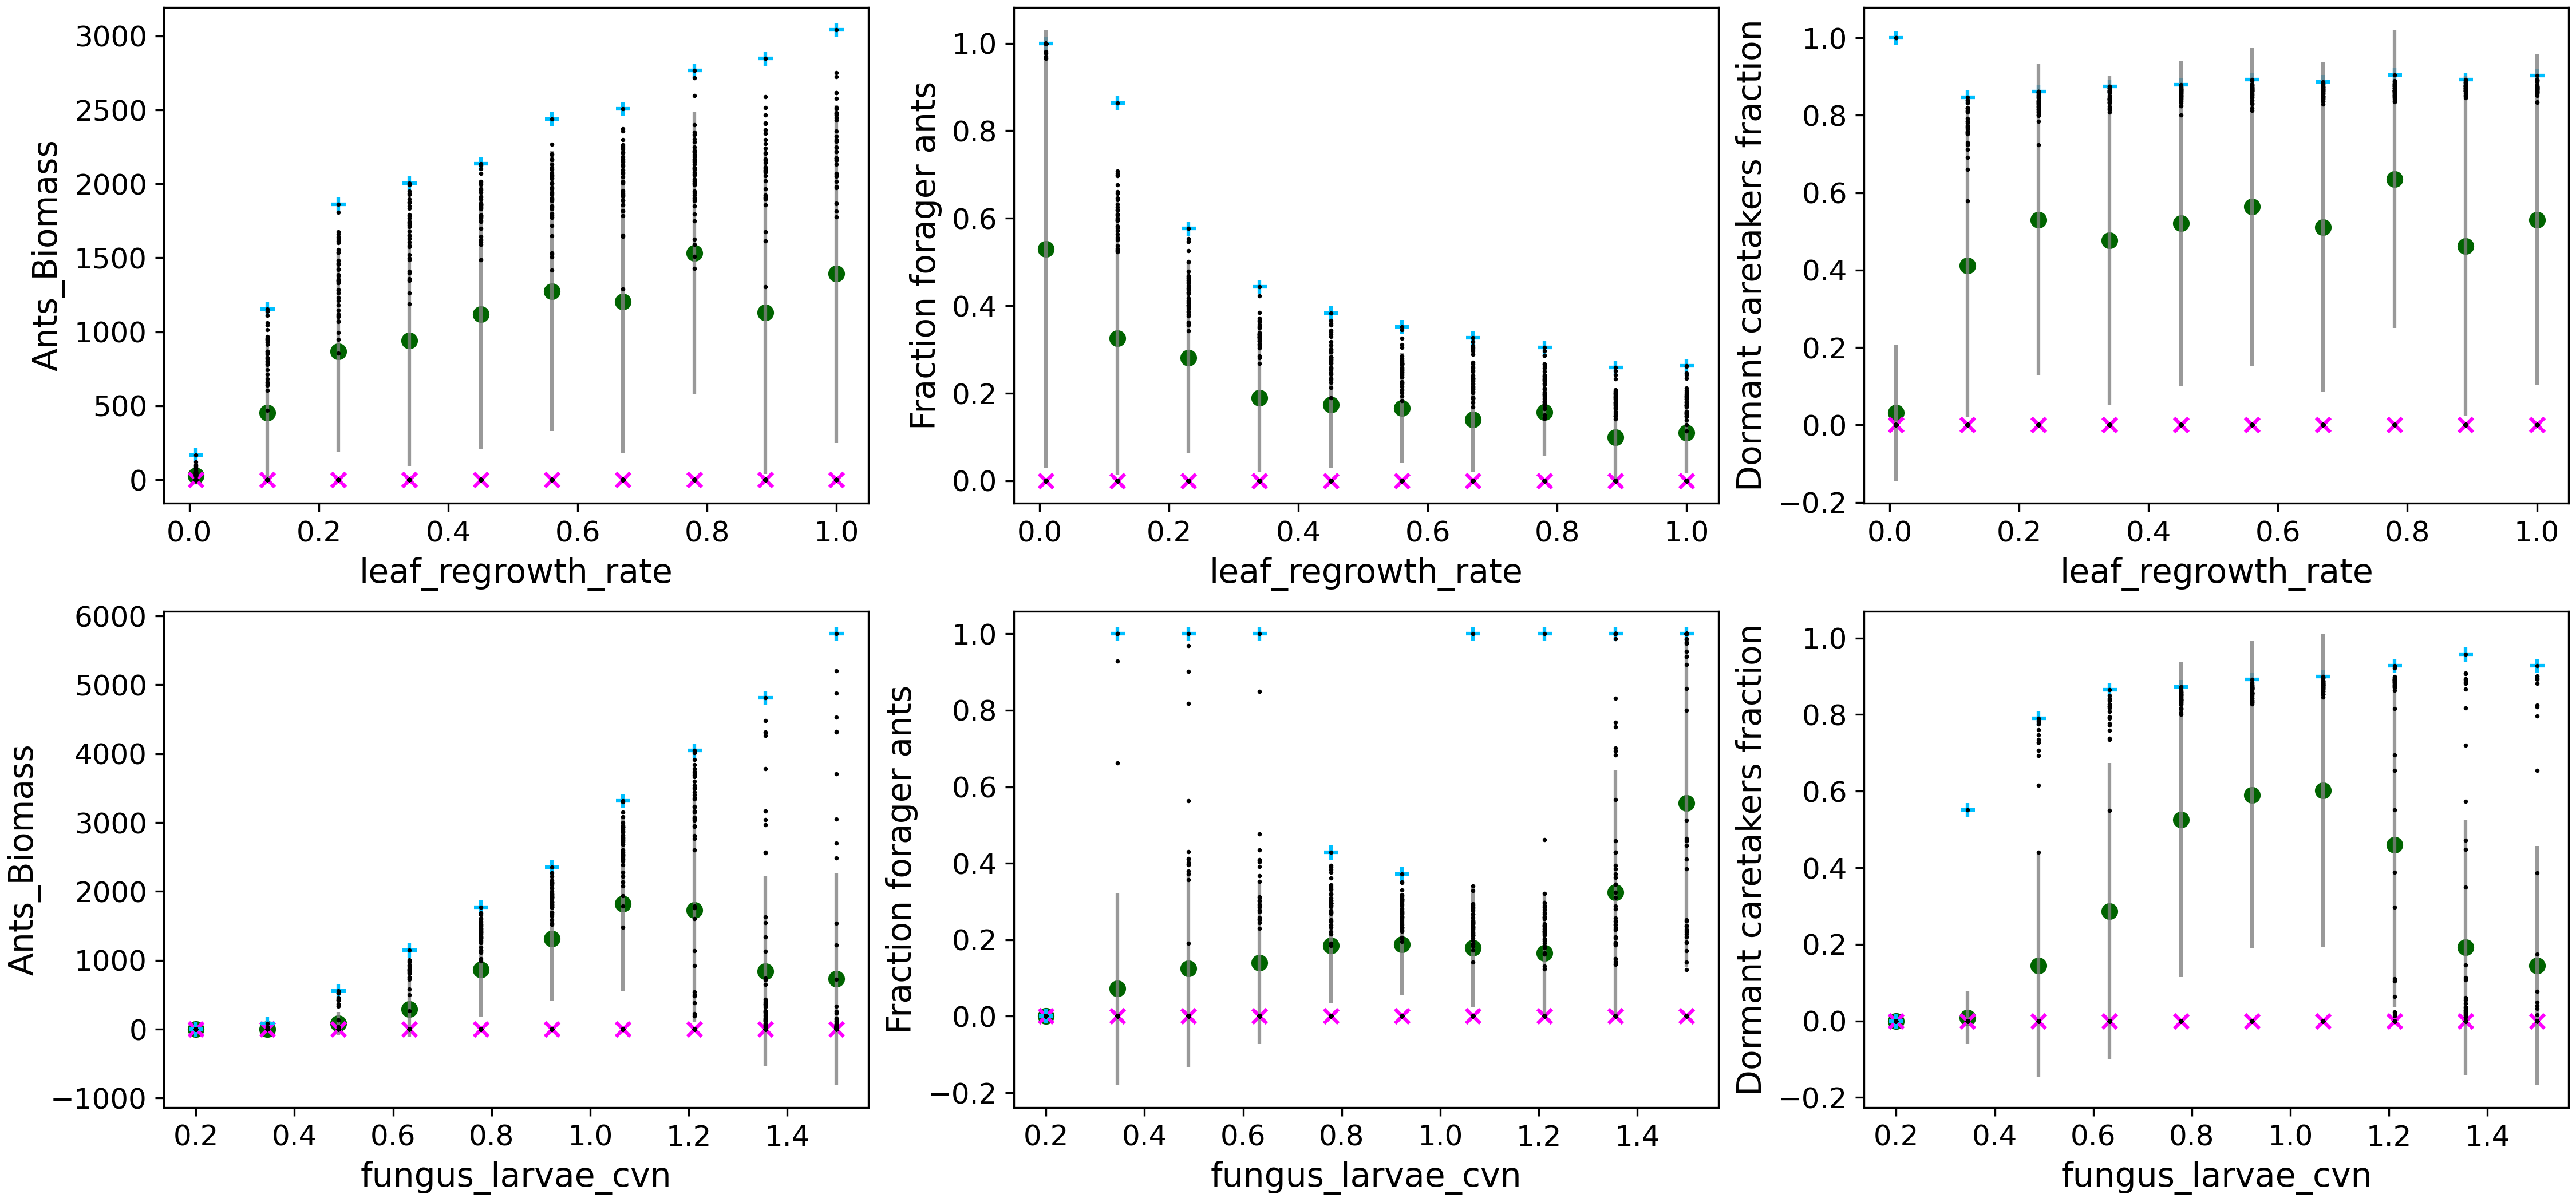 Ants_Biomass
3000
2500
2000
1500
1000
500
0
0.0 0.2 0.4 0.6 0.8 1.0
leaf_regrowth_rate
Fraction forager ants
1.0
0.8
0.6
0.4
0.2
0.0
0.0 0.2 0.4 0.6 0.8 1.0
leaf_regrowth_rate
Dormant caretakers fraction
1.0
0.8
0.6
0.4
0.2
0.0
−0.2
0.0 0.2 0.4 0.6 0.8 1.0
leaf_regrowth_rate
Ants_Biomass
6000
5000
4000
3000
2000
1000
0
−1000
0.2 0.4 0.6 0.8 1.0 1.2 1.4
fungus_larvae_cvn
Fraction forager ants
1.0
0.8
0.6
0.4
0.2
0.0
−0.2
0.2 0.4 0.6 0.8 1.0 1.2 1.4
fungus_larvae_cvn
Dormant caretakers fraction
1.0
0.8
0.6
0.4
0.2
0.0
−0.2
0.2 0.4 0.6 0.8 1.0 1.2 1.4
fungus_larvae_cvn